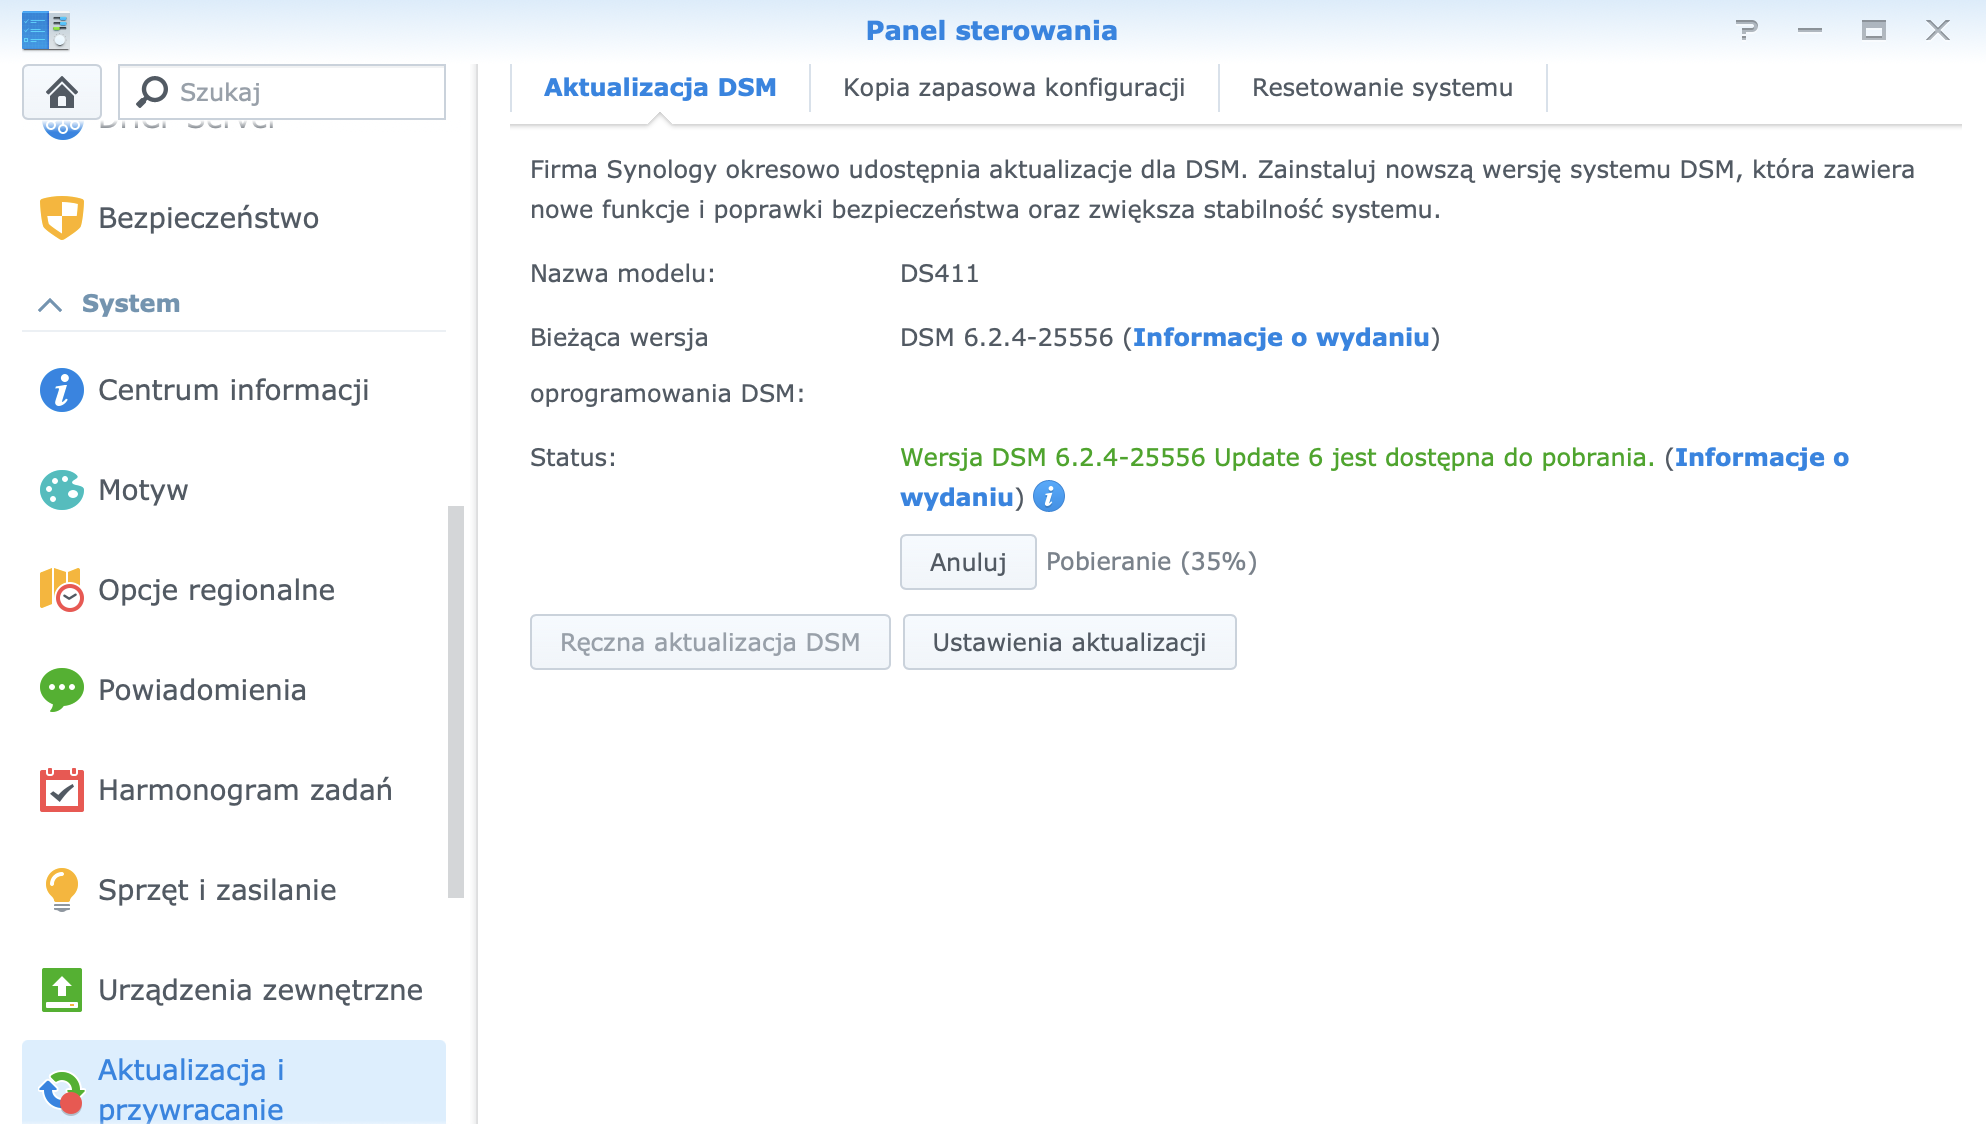 Panel sterowania
Szukaj
DHCP Server
Bezpieczeństwo
System
Centrum informacji
Motyw
Opcje regionalne
Powiadomienia
Harmonogram zadań
Sprzęt i zasilanie
Urządzenia zewnętrzne
Aktualizacja i
przywracanie
Aktualizacja DSM
Kopia zapasowa konfiguracji
Resetowanie systemu
Firma Synology okresowo udostępnia aktualizacje dla DSM. Zainstaluj nowszą wersję systemu DSM, która zawiera
nowe funkcje i poprawki bezpieczeństwa oraz zwiększa stabilność systemu.
Nazwa modelu: DS411
Bieżąca wersja DSM 6.2.4-25556 (Informacje o wydaniu)
oprogramowania DSM:
Status: Wersja DSM 6.2.4-25556 Update 6 jest dostępna do pobrania. (Informacje o
wydaniu)
Anuluj Pobieranie (35%)
Ręczna aktualizacja DSM Ustawienia aktualizacji